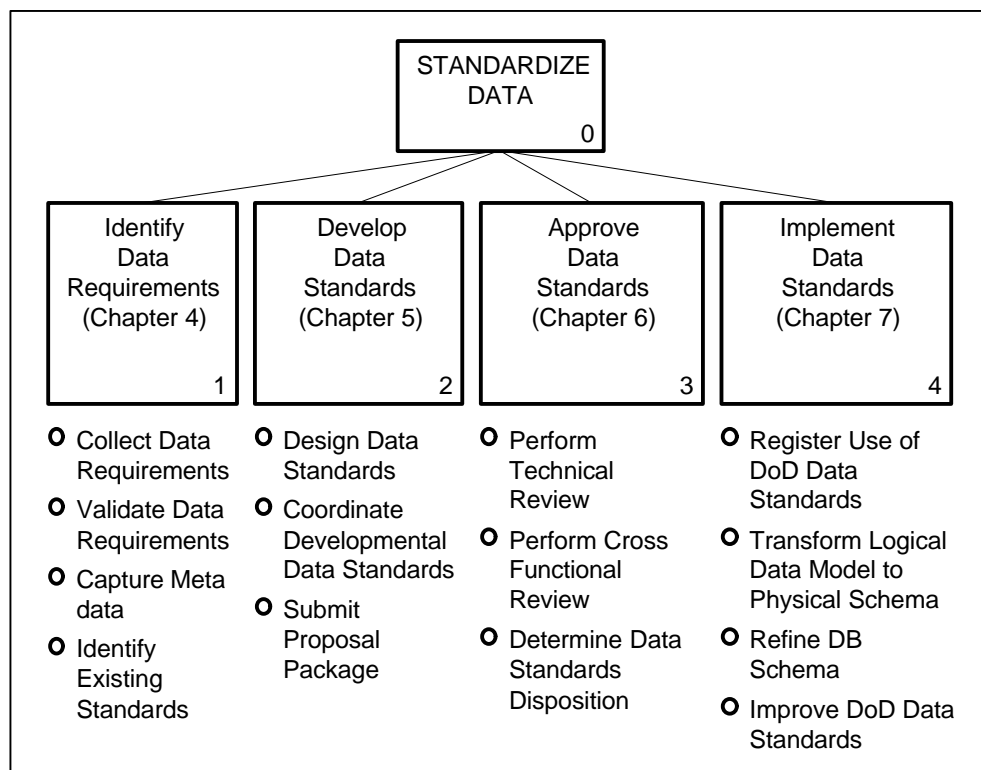 STANDARDIZE
DATA
0
Identify
Data
Requirements
(Chapter 4)
1
Develop
Data
Standards
(Chapter 5)
2
Approve
Data
Standards
(Chapter 6)
3
Implement
Data
Standards
(Chapter 7)
4
Collect Data
Requirements
Validate Data
Requirements
Capture Meta
data
Identify
Existing
Standards
Design Data
Standards
Coordinate
Developmental
Data Standards
Submit
Proposal
Package
Perform
Technical
Review
Perform Cross
Functional
Review
Determine Data
Standards
Disposition
Register Use of
DoD Data
Standards
Transform Logical
Data Model to
Physical Schema
Refine DB
Schema
Improve DoD Data
Standards